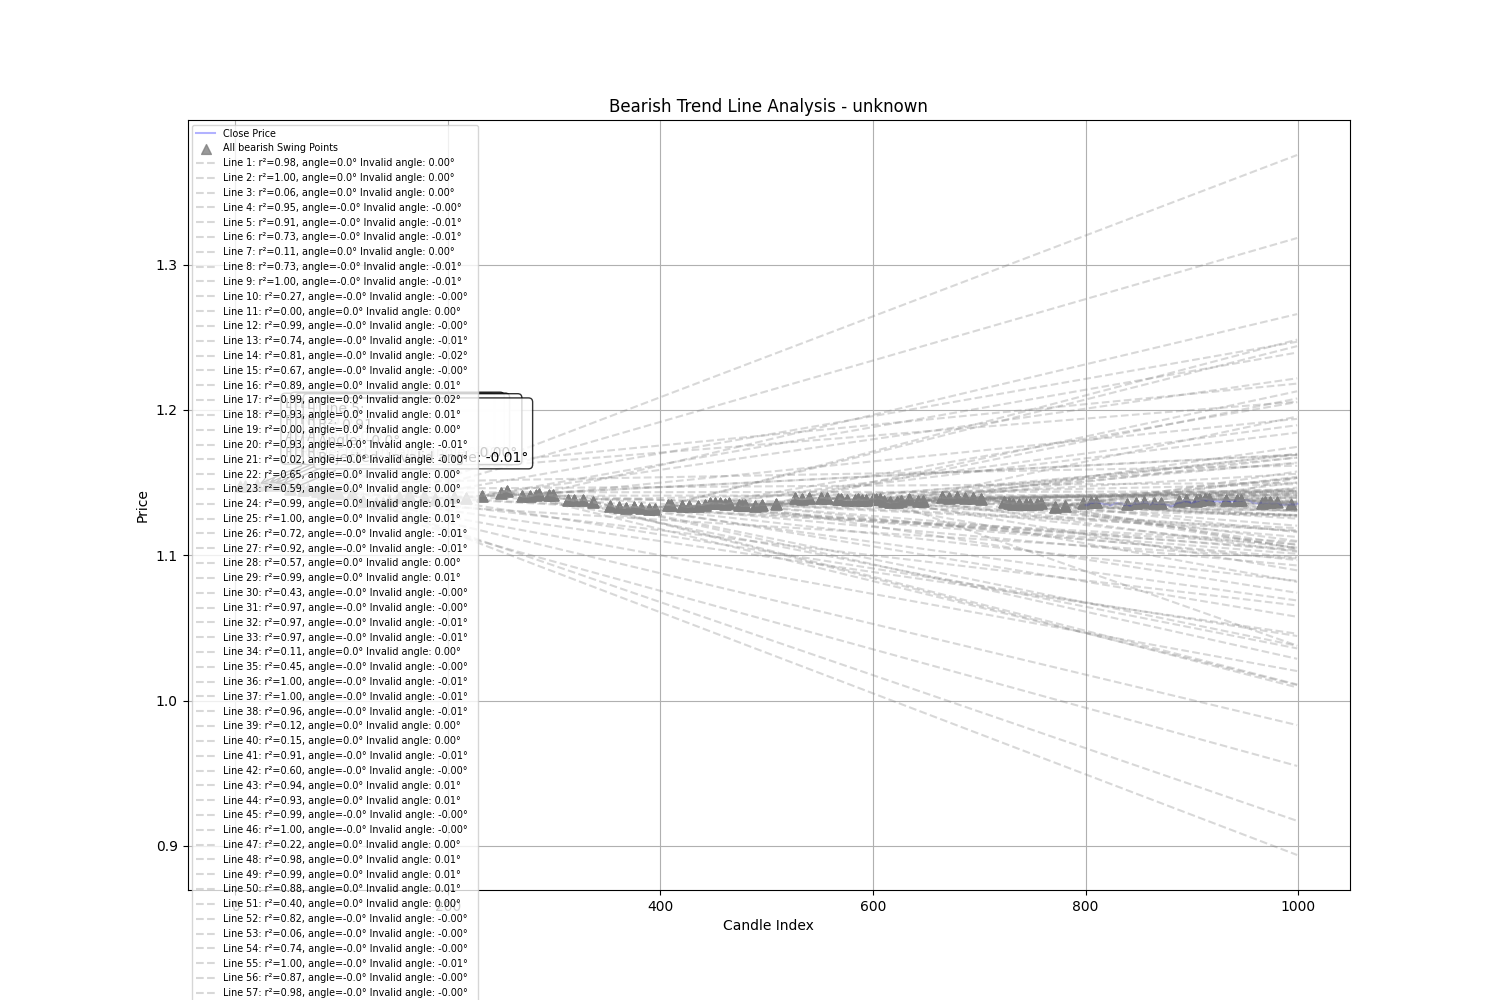 Bearish Trend Line Analysis - unknown
Close Price
All bearish Swing Points
Line 1: r²=0.98, angle=0.0° Invalid angle: 0.00°
Line 2: r²=1.00, angle=0.0° Invalid angle: 0.00°
Line 3: r²=0.06, angle=0.0° Invalid angle: 0.00°
Line 4: r²=0.95, angle=-0.0° Invalid angle: -0.00°
Line 5: r²=0.91, angle=-0.0° Invalid angle: -0.01°
Line 6: r²=0.73, angle=-0.0° Invalid angle: -0.01°
Line 7: r²=0.11, angle=0.0° Invalid angle: 0.00°
Line 8: r²=0.73, angle=-0.0° Invalid angle: -0.01°
Line 9: r²=1.00, angle=-0.0° Invalid angle: -0.01°
Line 10: r²=0.27, angle=-0.0° Invalid angle: -0.00°
Line 11: r²=0.00, angle=0.0° Invalid angle: 0.00°
Line 12: r²=0.99, angle=-0.0° Invalid angle: -0.00°
Line 13: r²=0.74, angle=-0.0° Invalid angle: -0.01°
Line 14: r²=0.81, angle=-0.0° Invalid angle: -0.02°
Line 15: r²=0.67, angle=-0.0° Invalid angle: -0.00°
Line 16: r²=0.89, angle=0.0° Invalid angle: 0.01°
Line 17: r²=0.99, angle=0.0° Invalid angle: 0.02°
Line 18: r²=0.93, angle=0.0° Invalid angle: 0.01°
Line 19: r²=0.00, angle=0.0° Invalid angle: 0.00°
Line 20: r²=0.93, angle=-0.0° Invalid angle: -0.01°
Line 21: r²=0.02, angle=-0.0° Invalid angle: -0.00°
: -0.01°
Line 22: r²=0.65, angle=0.0° Invalid angle: 0.00°
Line 23: r²=0.59, angle=0.0° Invalid angle: 0.00°
Line 24: r²=0.99, angle=0.0° Invalid angle: 0.01°
Line 25: r²=1.00, angle=0.0° Invalid angle: 0.01°
Line 26: r²=0.72, angle=-0.0° Invalid angle: -0.01°
Line 27: r²=0.92, angle=-0.0° Invalid angle: -0.01°
Line 28: r²=0.57, angle=0.0° Invalid angle: 0.00°
Line 29: r²=0.99, angle=0.0° Invalid angle: 0.01°
Line 30: r²=0.43, angle=-0.0° Invalid angle: -0.00°
Line 31: r²=0.97, angle=-0.0° Invalid angle: -0.00°
Line 32: r²=0.97, angle=-0.0° Invalid angle: -0.01°
Line 33: r²=0.97, angle=-0.0° Invalid angle: -0.01°
Line 34: r²=0.11, angle=0.0° Invalid angle: 0.00°
Line 35: r²=0.45, angle=-0.0° Invalid angle: -0.00°
Line 36: r²=1.00, angle=-0.0° Invalid angle: -0.01°
Line 37: r²=1.00, angle=-0.0° Invalid angle: -0.01°
Line 38: r²=0.96, angle=-0.0° Invalid angle: -0.01°
Line 39: r²=0.12, angle=0.0° Invalid angle: 0.00°
Line 40: r²=0.15, angle=0.0° Invalid angle: 0.00°
Line 41: r²=0.91, angle=-0.0° Invalid angle: -0.01°
Line 42: r²=0.60, angle=-0.0° Invalid angle: -0.00°
Line 43: r²=0.94, angle=0.0° Invalid angle: 0.01°
Line 44: r²=0.93, angle=0.0° Invalid angle: 0.01°
Line 45: r²=0.99, angle=-0.0° Invalid angle: -0.00°
Line 46: r²=1.00, angle=-0.0° Invalid angle: -0.00°
Line 47: r²=0.22, angle=0.0° Invalid angle: 0.00°
Line 48: r²=0.98, angle=0.0° Invalid angle: 0.01°
Line 49: r²=0.99, angle=0.0° Invalid angle: 0.01°
Line 50: r²=0.88, angle=0.0° Invalid angle: 0.01°
Line 51: r²=0.40, angle=0.0° Invalid angle: 0.00°
Line 52: r²=0.82, angle=-0.0° Invalid angle: -0.00°
Line 53: r²=0.06, angle=-0.0° Invalid angle: -0.00°
Line 54: r²=0.74, angle=-0.0° Invalid angle: -0.00°
Line 55: r²=1.00, angle=-0.0° Invalid angle: -0.01°
Line 56: r²=0.87, angle=-0.0° Invalid angle: -0.00°
Line 57: r²=0.98, angle=-0.0° Invalid angle: -0.00°
1.3
1.2
1.1
1.0
0.9
Price
0
200
400
600
800
1000
Candle Index